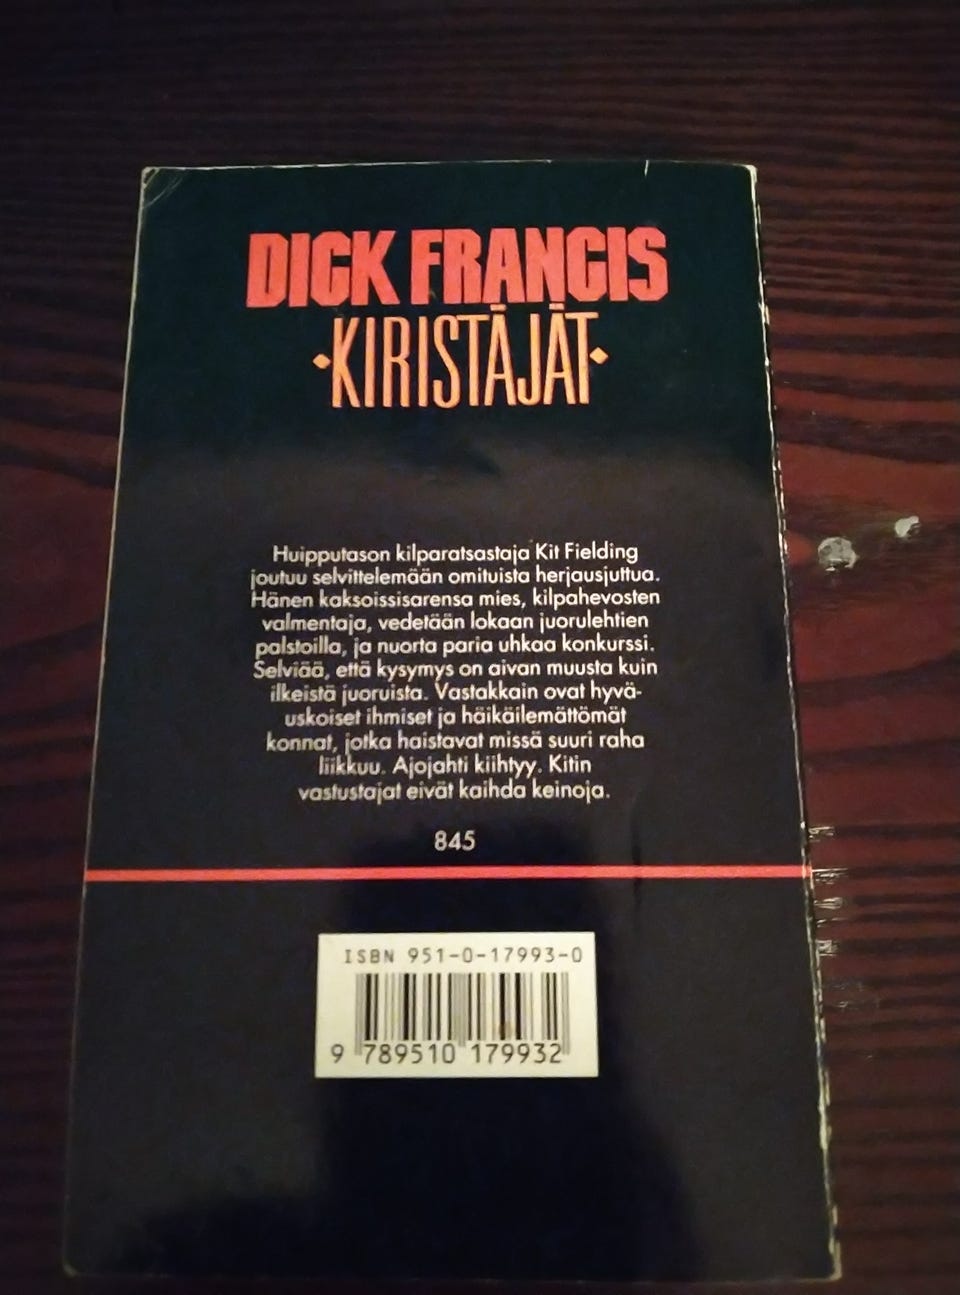 DICK FRANCIS
KIRISTÄJÄT
Huipputason kilparatsastaja Kit Fielding
joutuu selvittelemään omituista herjausjuttua.
Hänen kaksoissisarensa mies, kilpahevosten
valmentaja, vedetään lokaan juorulehtien
palstoilla, ja nuorta paria uhkaa konkurssi.
Selviää, että kysymys on aivan muusta kuin
ilkeistä juoruista. Vastakkain ovat hyvä-
uskoiset ihmiset ja häikäilemättömät
konnat, jotka haistavat missä suuri raha
liikkuu. Ajojahti kiihtyy. Kitin
vastustajat eivät kaihda keinoja.
845
ISBN 951-0-17993-0
9 789510 179932